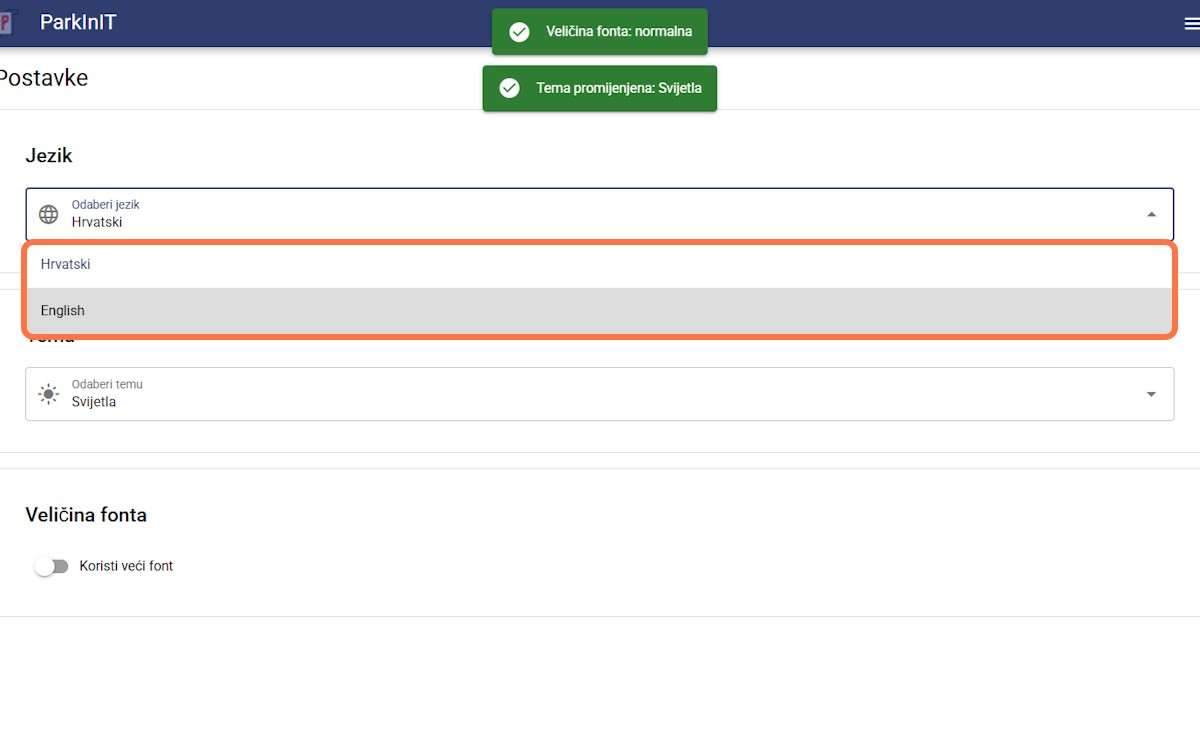 P
ParkInIT
Veličina fonta: normalna
Postavke
Tema promijenjena: Svijetla
Jezik
Odaberi jezik
Hrvatski
Hrvatski
English
Tema
Odaberi temu
Svijetla
Veličina fonta
Koristi veći font